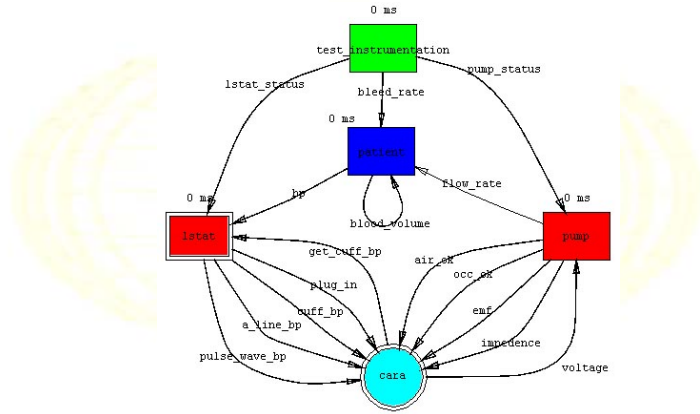 0 ms
test_instrumentation
lstat_status
pump_status
bleed_rate
0 ms
patient
flow_rate
bp
0 ms
0 ms
blood_volume
lstat
pump
get_cuff_bp
air_ok
occ_ok
plug_in
cuff_bp
emf
a_line_bp
impedence
pulse_wave_bp
voltage
cara